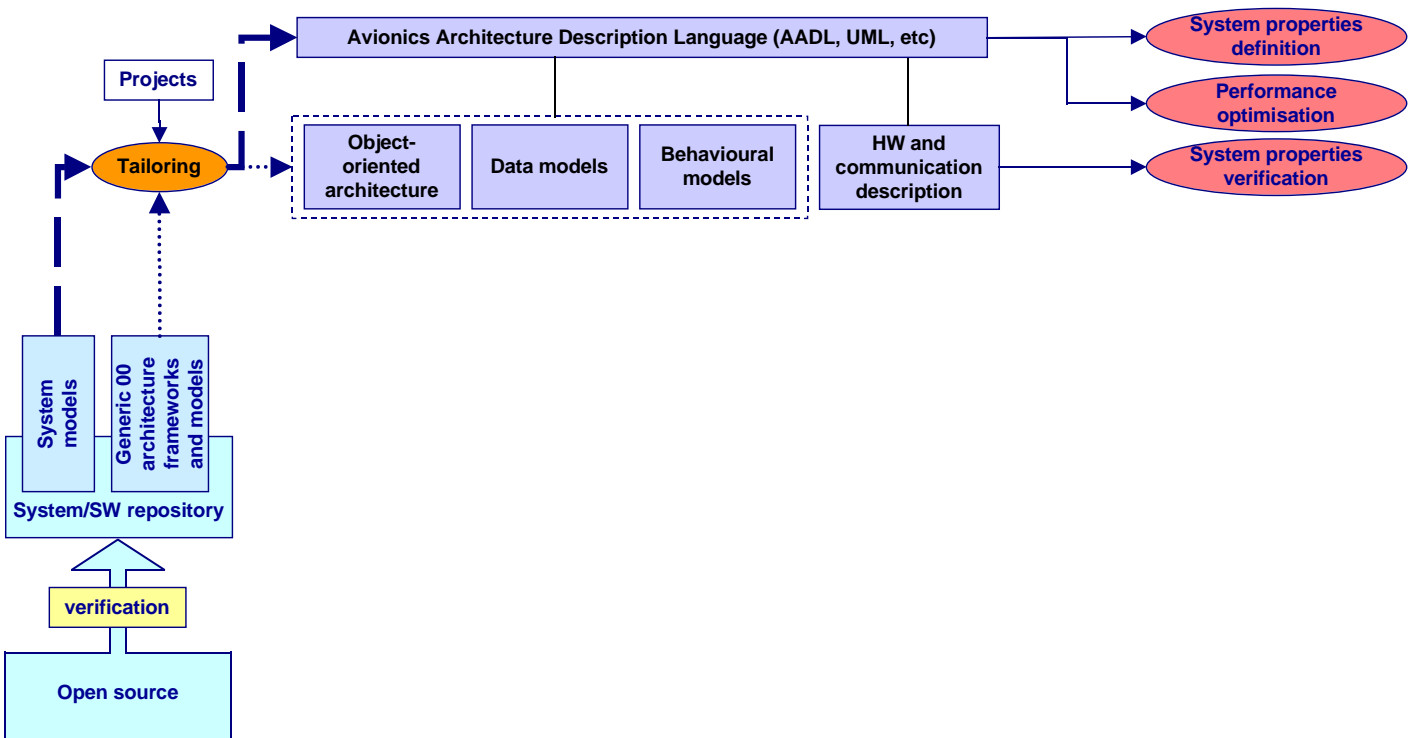 Avionics Architecture Description Language (AADL, UML, etc)
System properties
definition
Projects
Performance
optimisation
Tailoring
Object-
oriented
architecture
Data models
Behavioural
models
HW and
communication
description
System properties
verification
System
models
Generic 00
architecture
frameworks
and models
System/SW repository
verification
Open source